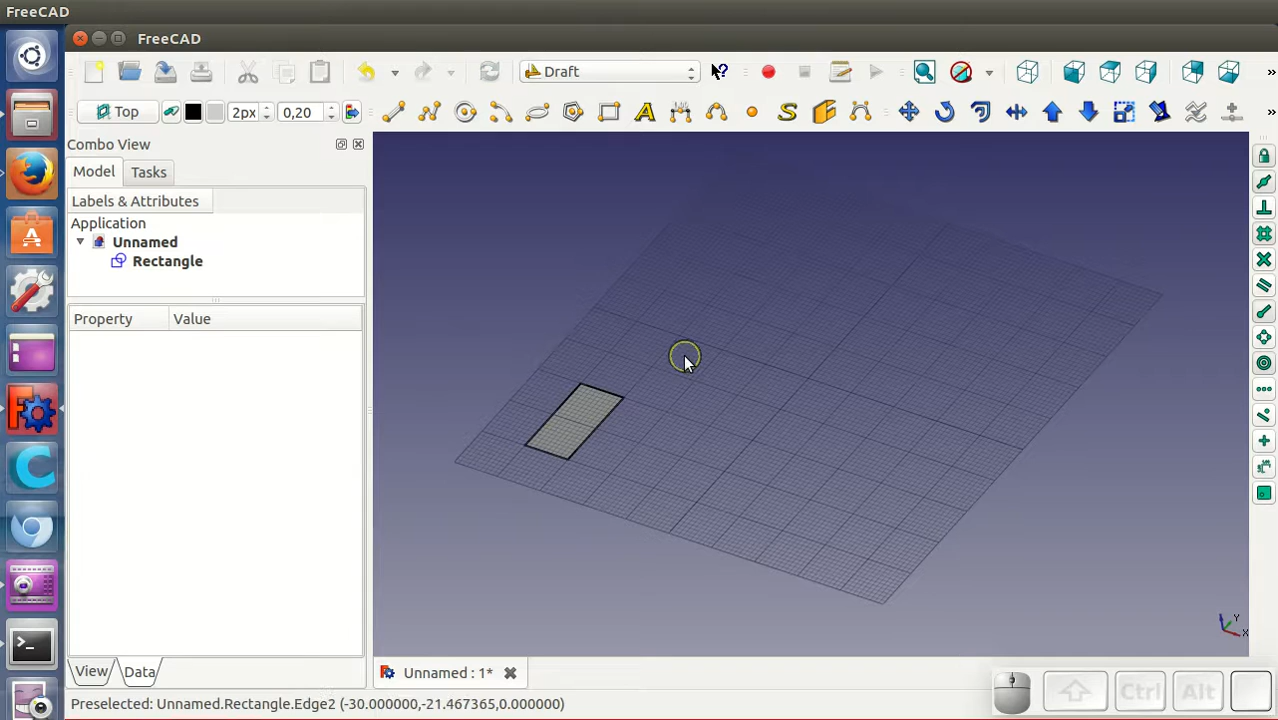 FreeCAD
FreeCAD
Draft
»
Top
2px
0,20
»
Combo View
Model
Tasks
Labels & Attributes
Application
Unnamed
Rectangle
Property
Value
View
Data
Y
X
Unnamed : 1*
Ctrl
Alt
Preselected: Unnamed.Rectangle.Edge2 (-30.000000,-21.467365,0.000000)